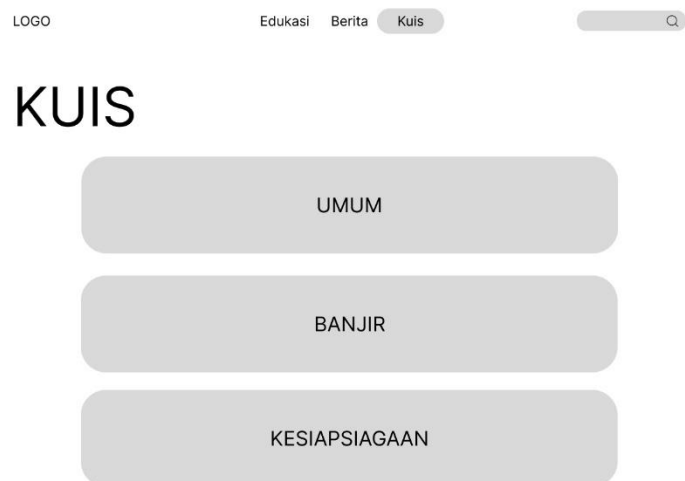 LOGO Edukasi Berita Kuis
KUIS
UMUM
BANJIR
KESIAPSIAGAAN